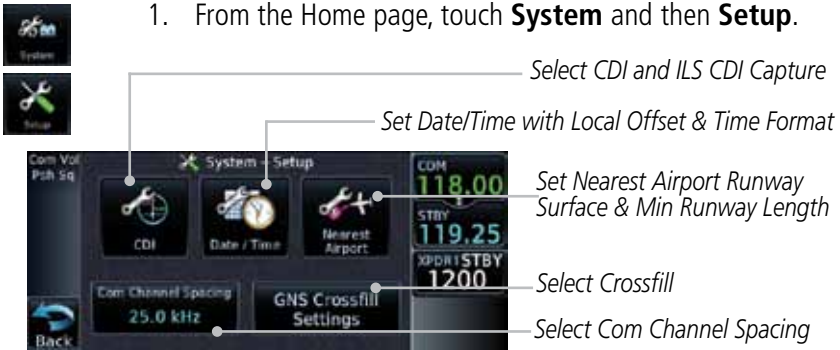 1. From the Home page, touch System and then Setup.
System
Setup
Select CDI and ILS CDI Capture
Set Date/Time with Local Offset & Time Format
Com Vol
Psh Sq
System - Setup
COM
118.00
STBY
119.25
XPDR1 STBY
1200
CDI
Date / Time
Nearest
Airport
Set Nearest Airport Runway
Surface & Min Runway Length
Com Channel Spacing
25.0 kHz
GNS Crossfill
Settings
Select Crossfill
Back
Select Com Channel Spacing